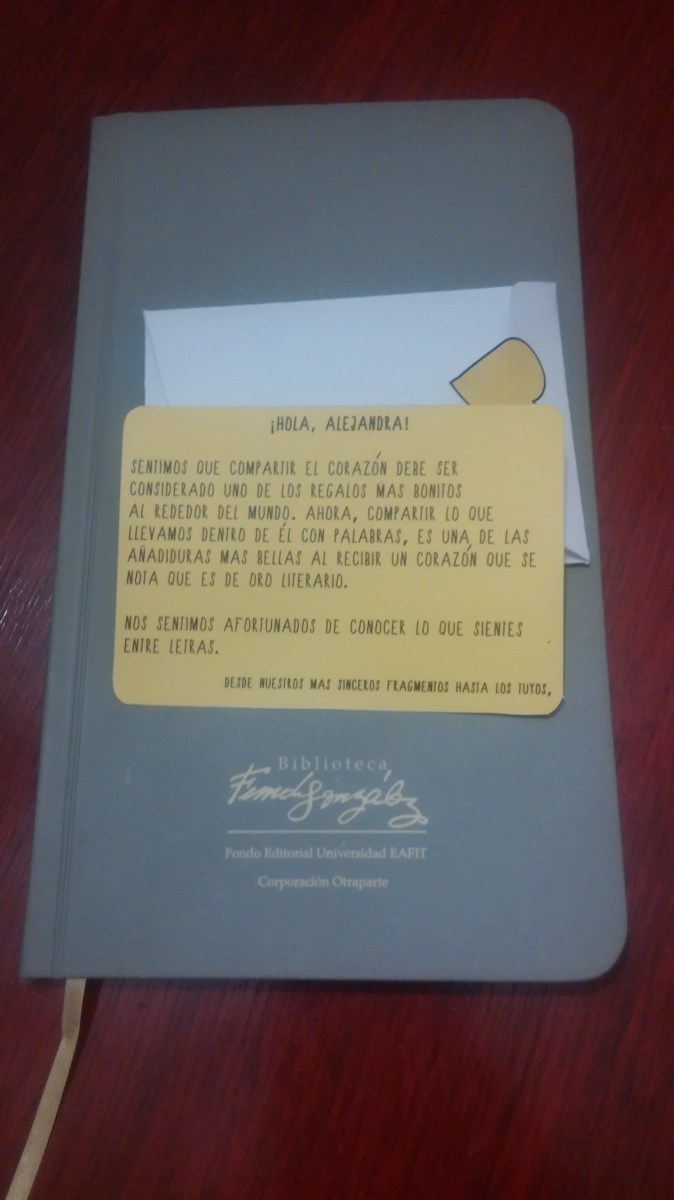 ¡HOLA, ALEJANDRA!
SENTIMOS QUE COMPARTIR EL CORAZÓN DEBE SER
CONSIDERADO UNO DE LOS REGALOS MAS BONITOS
AL REDEDOR DEL MUNDO. AHORA, COMPARTIR LO QUE
LLEVAMOS DENTRO DE ÉL CON PALABRAS, ES UNA DE LAS
AÑADIDURAS MAS BELLAS AL RECIBIR UN CORAZÓN QUE SE
NOTA QUE ES DE ORO LITERARIO.
NOS SENTIMOS AFORTUNADOS DE CONOCER LO QUE SIENTES
ENTRE LETRAS.
DESDE NUESTROS MAS SINCEROS FRAGMENTOS HASTA LOS TUYOS,
Biblioteca
Fernando González
Fondo Editorial Universidad EAFIT
Corporación Otraparte